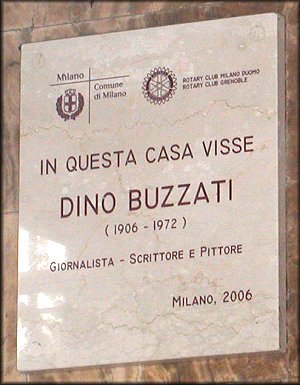 Milano
Comune
di Milano
ROTARY CLUB MILANO DUOMO
ROTARY CLUB GRENOBLE
IN QUESTA CASA VISSE
DINO BUZZATI
( 1906 - 1972 )
GIORNALISTA - SCRITTORE E PITTORE
MILANO, 2006